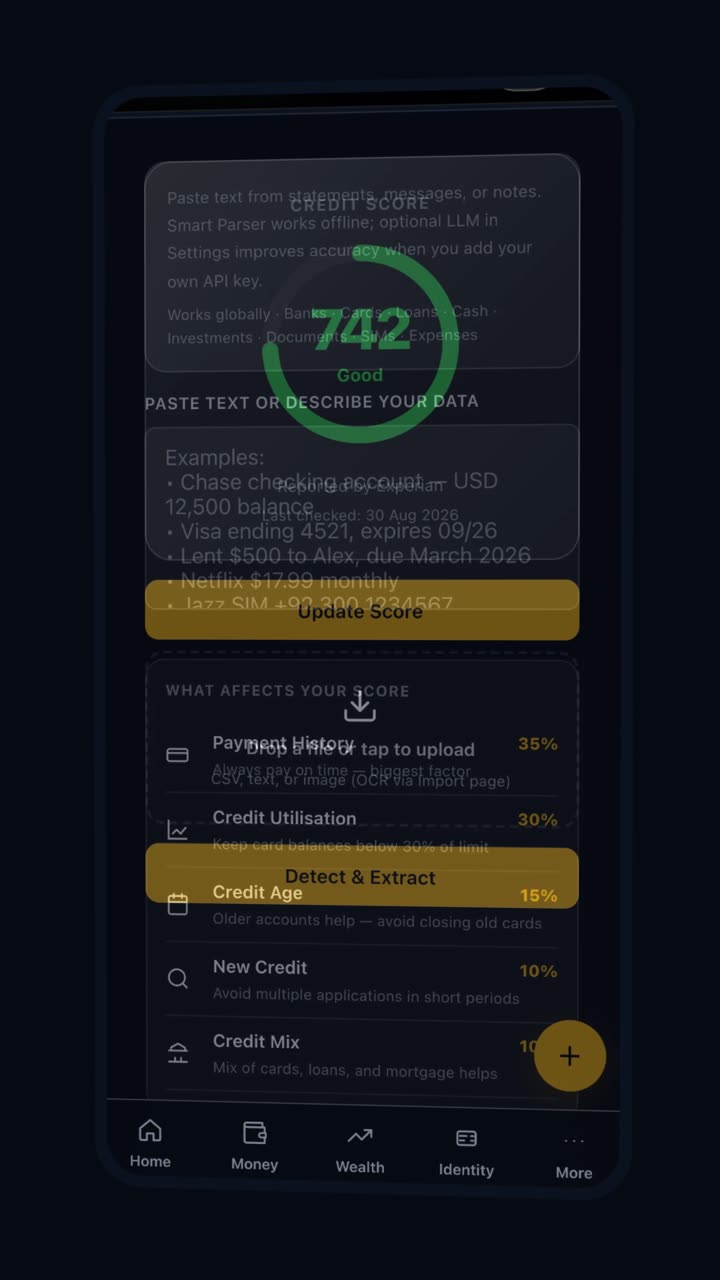 Paste text from statements, messages, or notes.
Smart Parser works offline; optional LLM in
Settings improves accuracy when you add your
own API key.
Works globally · Banks · Cards · Loans · Cash ·
Investments · Documents · SIMs · Expenses
CREDIT SCORE
742
Good
Reported by Experian
Last checked: 30 Aug 2026
PASTE TEXT OR DESCRIBE YOUR DATA
Examples:
• Chase checking account — USD
12,500 balance
• Visa ending 4521, expires 09/26
• Lent $500 to Alex, due March 2026
• Netflix $17.99 monthly
• Jazz SIM +92 300 1234567
Update Score
WHAT AFFECTS YOUR SCORE
Drop a file or tap to upload
CSV, text, or image (OCR via Import page)
Detect & Extract
Payment History 35%
Always pay on time — biggest factor
Credit Utilisation 30%
Keep card balances below 30% of limit
Credit Age 15%
Older accounts help — avoid closing old cards
New Credit 10%
Avoid multiple applications in short periods
Credit Mix 10
Mix of cards, loans, and mortgage helps
+
Home Money Wealth Identity More